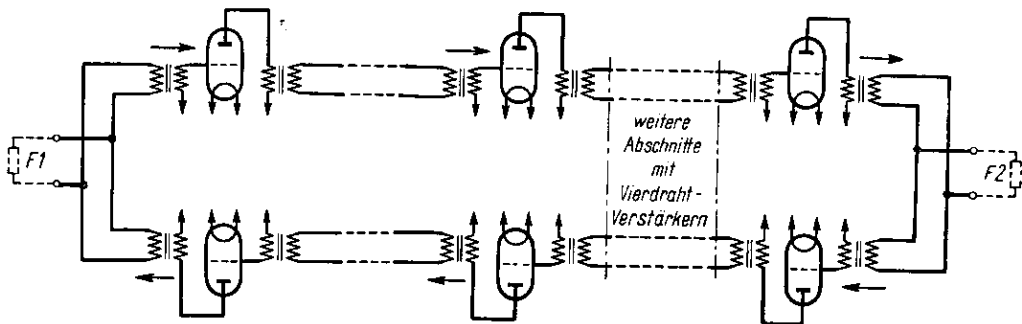 F1
weitere
Abschnitte
mit
Vierdraht-
Verstärkern
F2